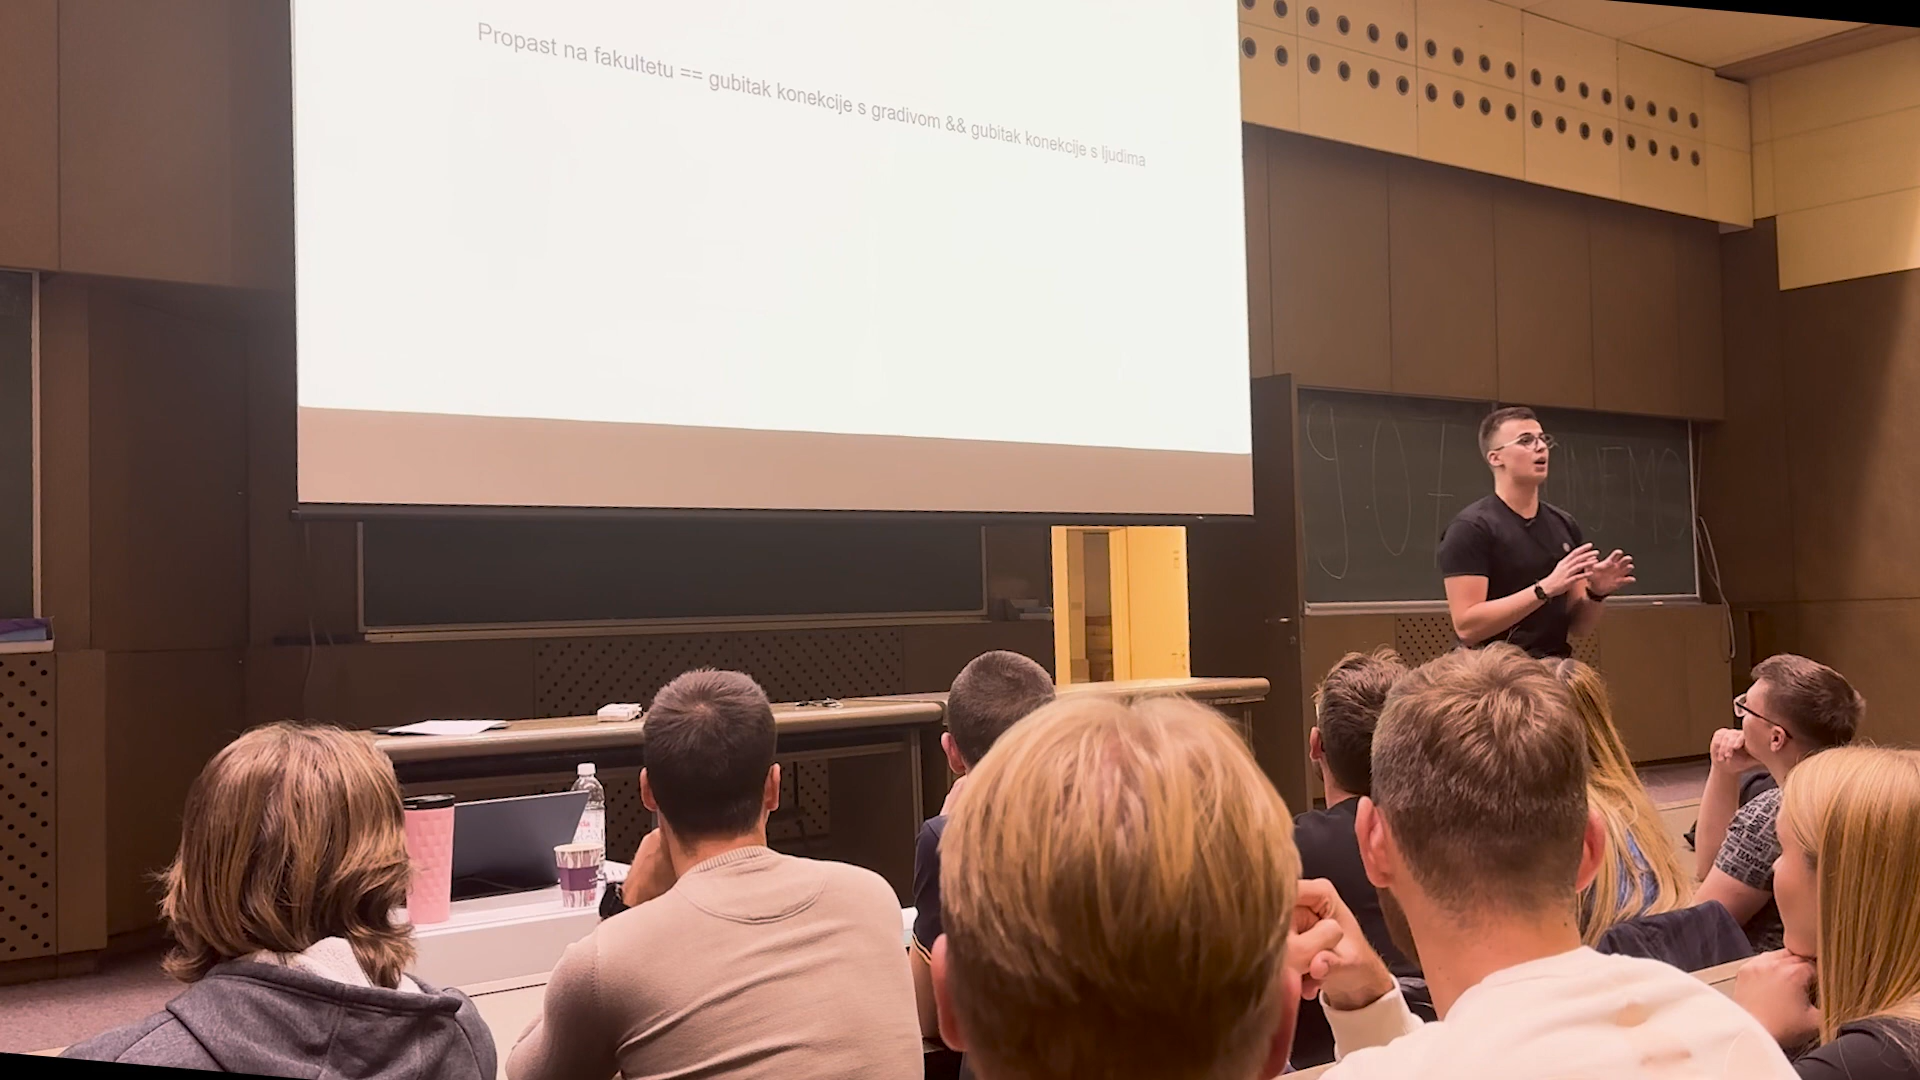 Propast na fakultetu == gubitak konekcije s gradivom && gubitak konekcije s ljudima